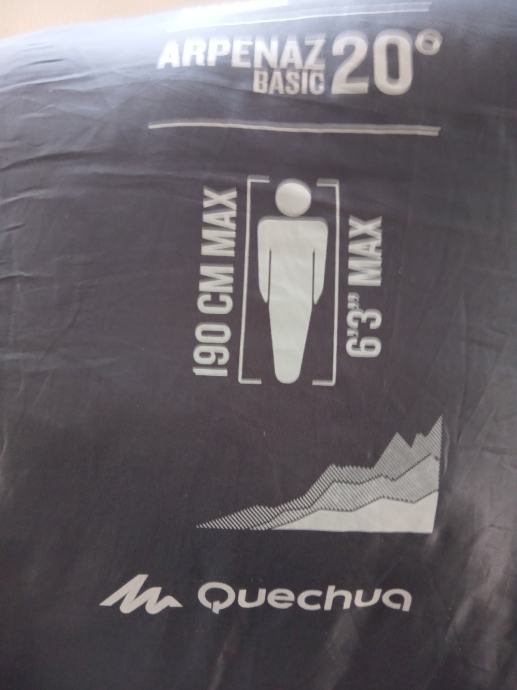 ARPENAZ 20°
BASIC
190 CM MAX
6'3" MAX
Quechua